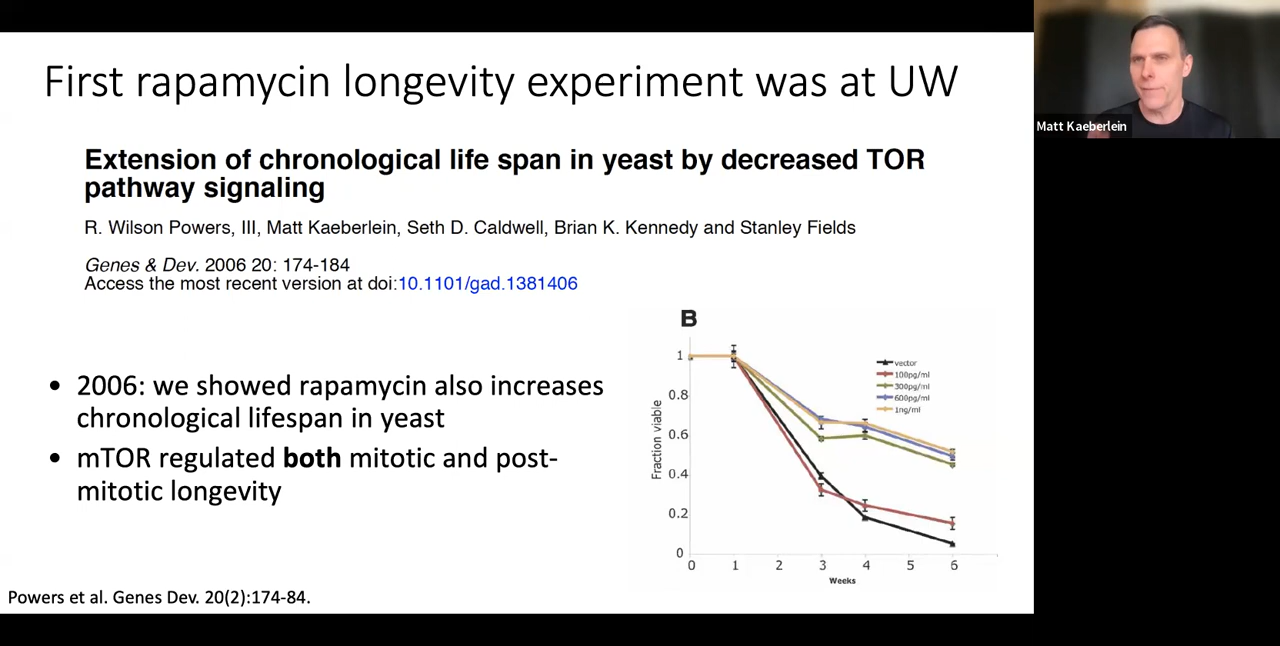 First rapamycin longevity experiment was at UW
Matt Kaeberlein
Extension of chronological life span in yeast by decreased TOR
pathway signaling
R. Wilson Powers, III, Matt Kaeberlein, Seth D. Caldwell, Brian K. Kennedy and Stanley Fields
Genes & Dev. 2006 20: 174-184
Access the most recent version at doi:10.1101/gad.1381406
• 2006: we showed rapamycin also increases
chronological lifespan in yeast
• mTOR regulated both mitotic and post-
mitotic longevity
B
1
0.8
0.6
0.4
0.2
0
Fraction viable
vector
100pg/ml
300pg/ml
600pg/ml
1ng/ml
0 1 2 3 4 5 6
Weeks
Powers et al. Genes Dev. 20(2):174-84.